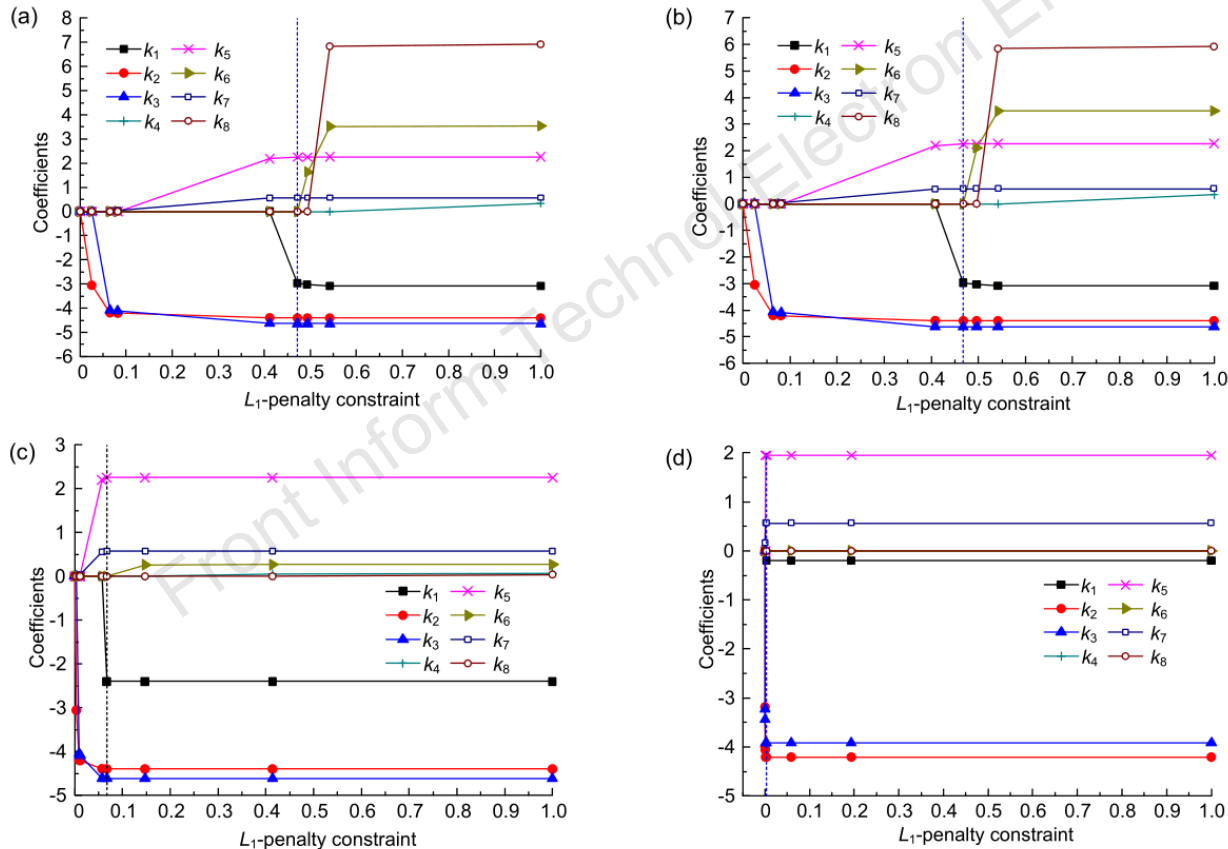 (a)
8
7
6
5
4
3
2
1
0
-1
-2
-3
-4
-5
-6
Coefficients
k1 k5
k2 k6
k3 k7
k4 k8
0 0.1 0.2 0.3 0.4 0.5 0.6 0.7 0.8 0.9 1.0
L1-penalty constraint
(b)
7
6
5
4
3
2
1
0
-1
-2
-3
-4
-5
-6
Coefficients
k1 k5
k2 k6
k3 k7
k4 k8
0 0.1 0.2 0.3 0.4 0.5 0.6 0.7 0.8 0.9 1.0
L1-penalty constraint
(c)
3
2
1
0
-1
-2
-3
-4
-5
Coefficients
k1 k5
k2 k6
k3 k7
k4 k8
0.0 0.1 0.2 0.3 0.4 0.5 0.6 0.7 0.8 0.9 1.0
L1-penalty constraint
(d)
2
1
0
-1
-2
-3
-4
-5
Coefficients
k1 k5
k2 k6
k3 k7
k4 k8
0 0.1 0.2 0.3 0.4 0.5 0.6 0.7 0.8 0.9 1.0
L1-penalty constraint
Front Inform Technol Electron